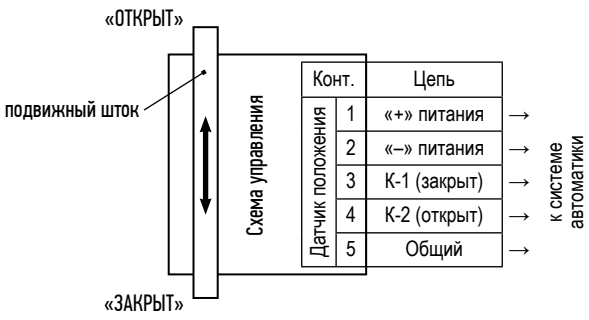 «ОТКРЫТ»
подвижный шток
Схема управления
Конт. Цепь
Датчик положения
1 «+» питания →
2 «–» питания →
3 К-1 (закрыт) →
4 К-2 (открыт) →
5 Общий →
к системе
автоматики
«ЗАКРЫТ»